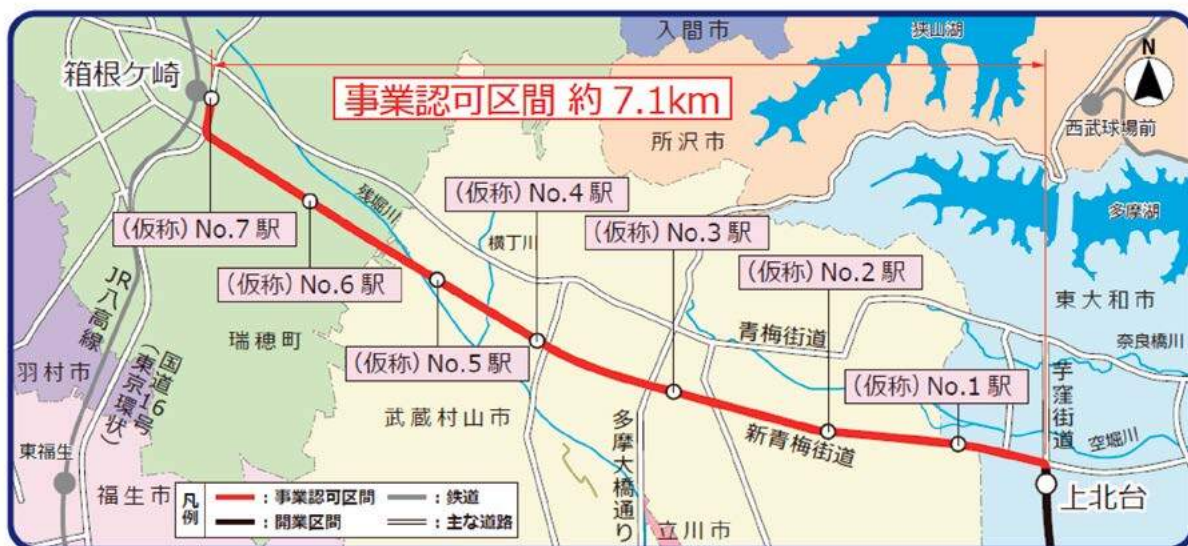 入間市
狭山湖
N
箱根ケ崎
事業認可区間 約 7.1km
西武球場前
所沢市
残堀川
(仮称) No.4 駅
(仮称) No.3 駅
多摩湖
(仮称) No.7 駅
横丁川
(仮称) No.2 駅
(仮称) No.6 駅
東大和市
JR八高線
瑞穂町
青梅街道
奈良橋川
(仮称) No.5 駅
(仮称) No.1 駅
羽村市
国道16号
(東京環状)
武蔵村山市
芋窪街道
新青梅街道
空堀川
東福生
多摩大橋通り
福生市
上北台
立川市
凡例
:事業認可区間
:鉄道
:開業区間
:主な道路